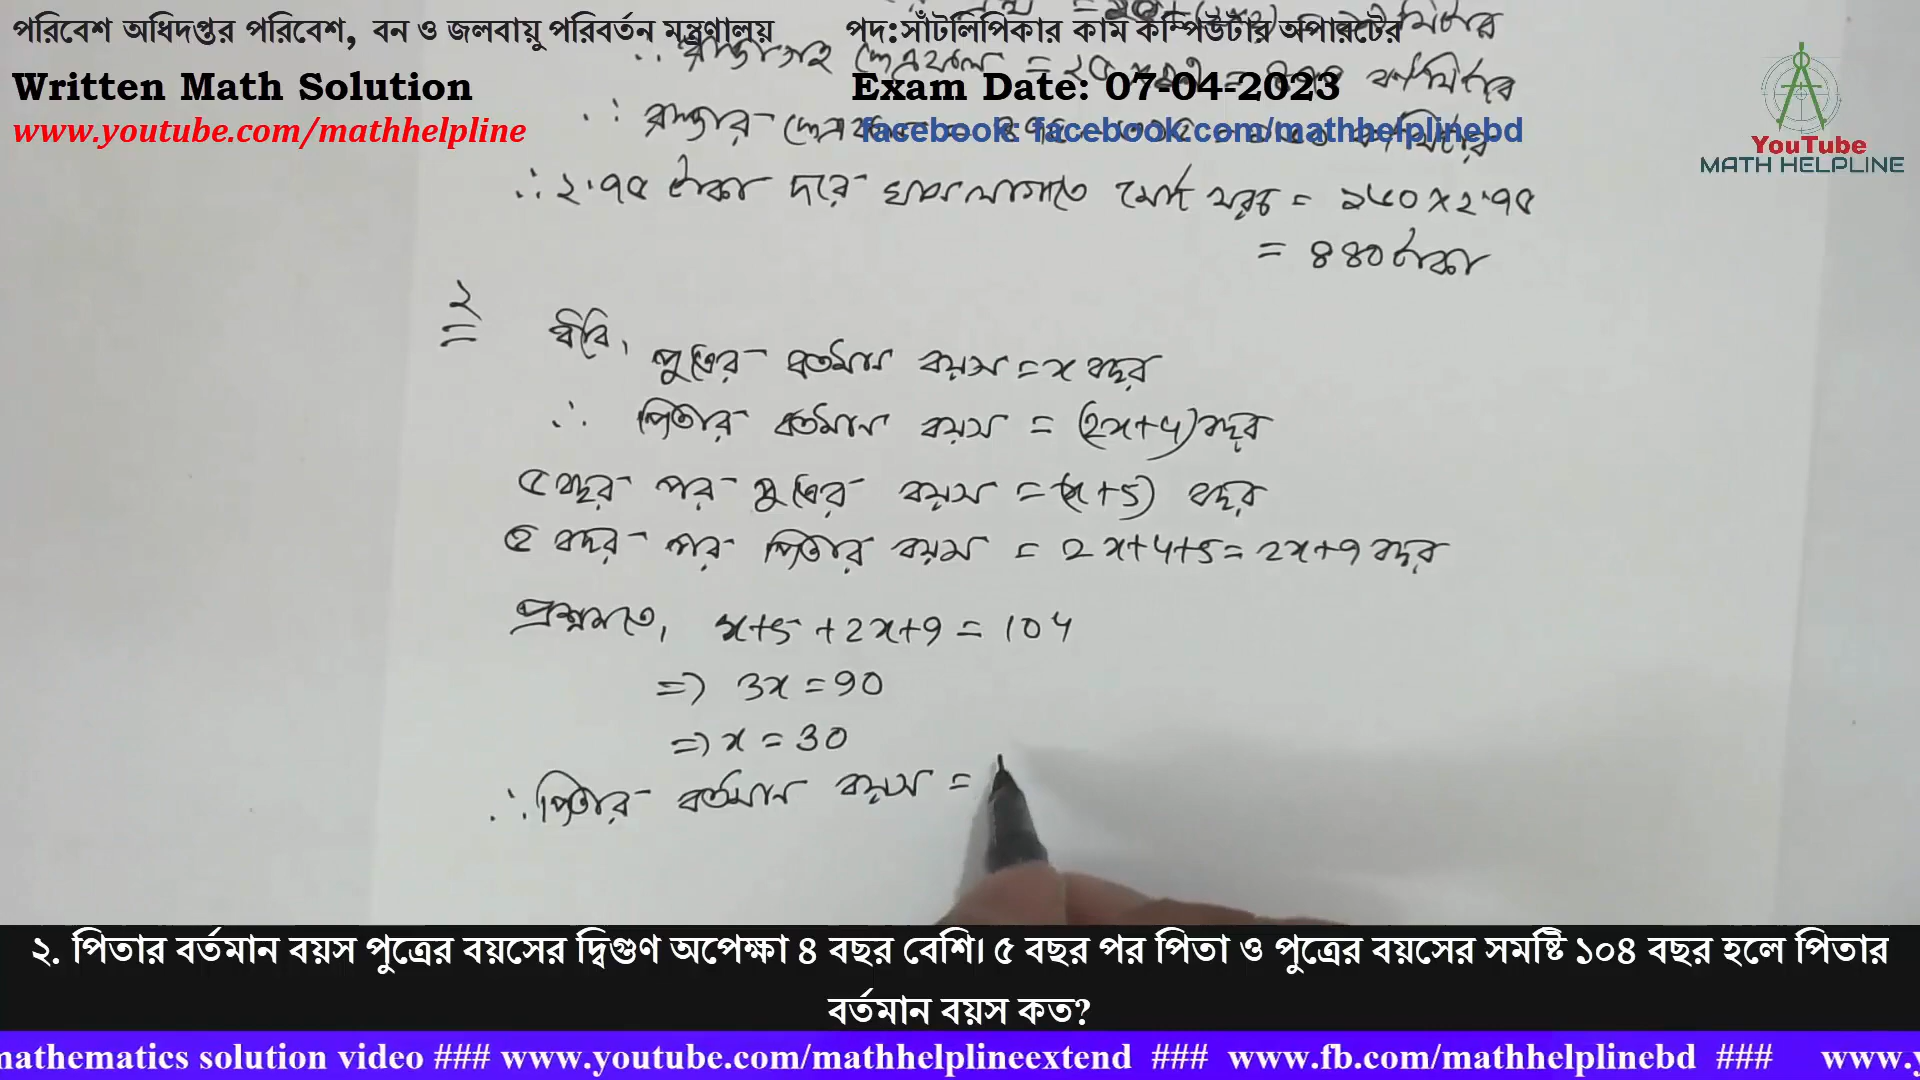 পরিবেশ অধিদপ্তর পরিবেশ, বন ও জলবায়ু পরিবর্তন মন্ত্রণালয়
পদ:সাঁটলিপিকার কাম কম্পিউটার অপারটের
Written Math Solution
Exam Date: 07-04-2023
www.youtube.com/mathhelpline
facebook: facebook.com/mathhelplinebd
YouTube
MATH HELPLINE
∴ ২.৭৫ টাকা দরে ঘাস লাগাতে মোট খরচ = ১৬০ × ২.৭৫
= ৪৪০ টাকা
২
ধরি,
পুত্রের বর্তমান বয়স = x বছর
∴ পিতার বর্তমান বয়স = (2x+4) বছর
৫ বছর পর পুত্রের বয়স = (x+5) বছর
৫ বছর পর পিতার বয়স = 2x+4+5 = 2x+9 বছর
প্রশ্নমতে, x+5+2x+9 = 104
⇒ 3x = 90
⇒ x = 30
∴ পিতার বর্তমান বয়স =
২. পিতার বর্তমান বয়স পুত্রের বয়সের দ্বিগুণ অপেক্ষা ৪ বছর বেশি। ৫ বছর পর পিতা ও পুত্রের বয়সের সমষ্টি ১০৪ বছর হলে পিতার
বর্তমান বয়স কত?
mathematics solution video ### www.youtube.com/mathhelplineextend ### www.fb.com/mathhelplinebd ###